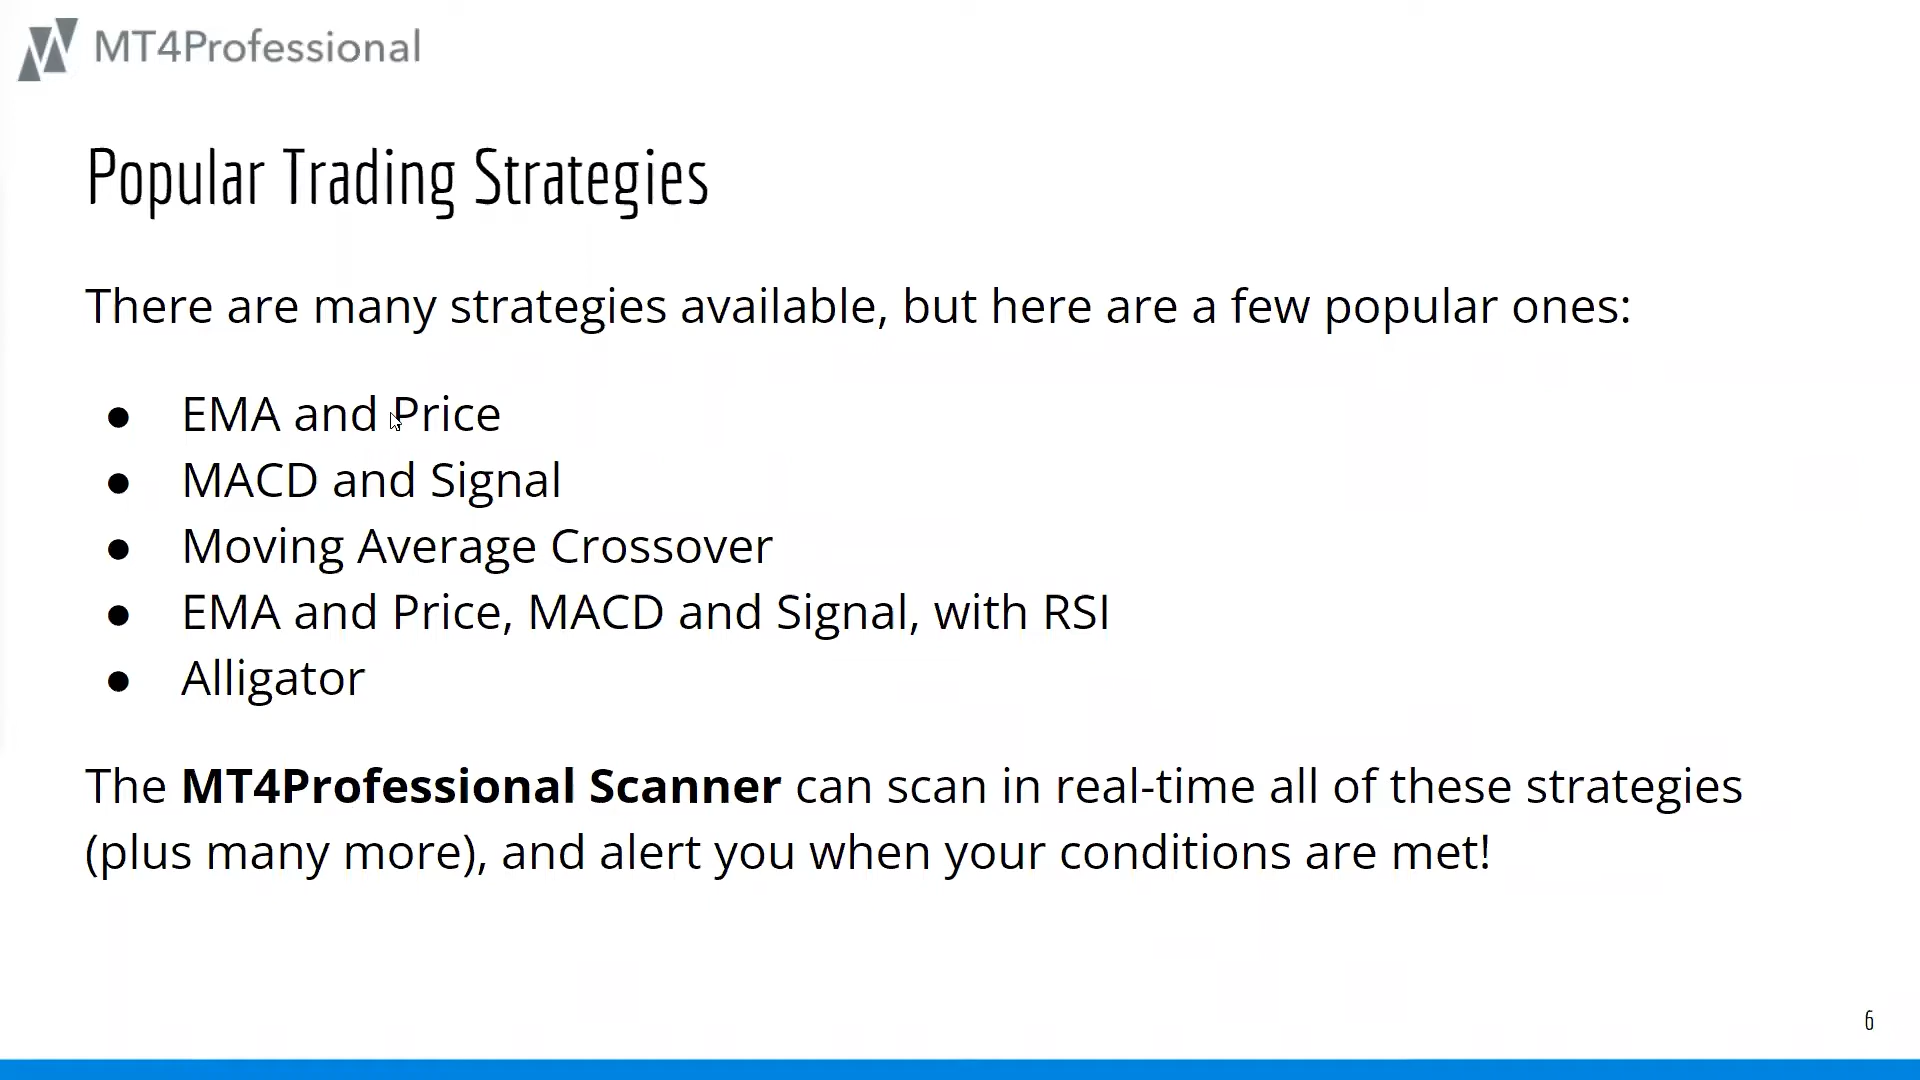 MT4Professional
Popular Trading Strategies
There are many strategies available, but here are a few popular ones:
● EMA and Price
● MACD and Signal
● Moving Average Crossover
● EMA and Price, MACD and Signal, with RSI
● Alligator
The MT4Professional Scanner can scan in real-time all of these strategies
(plus many more), and alert you when your conditions are met!
6